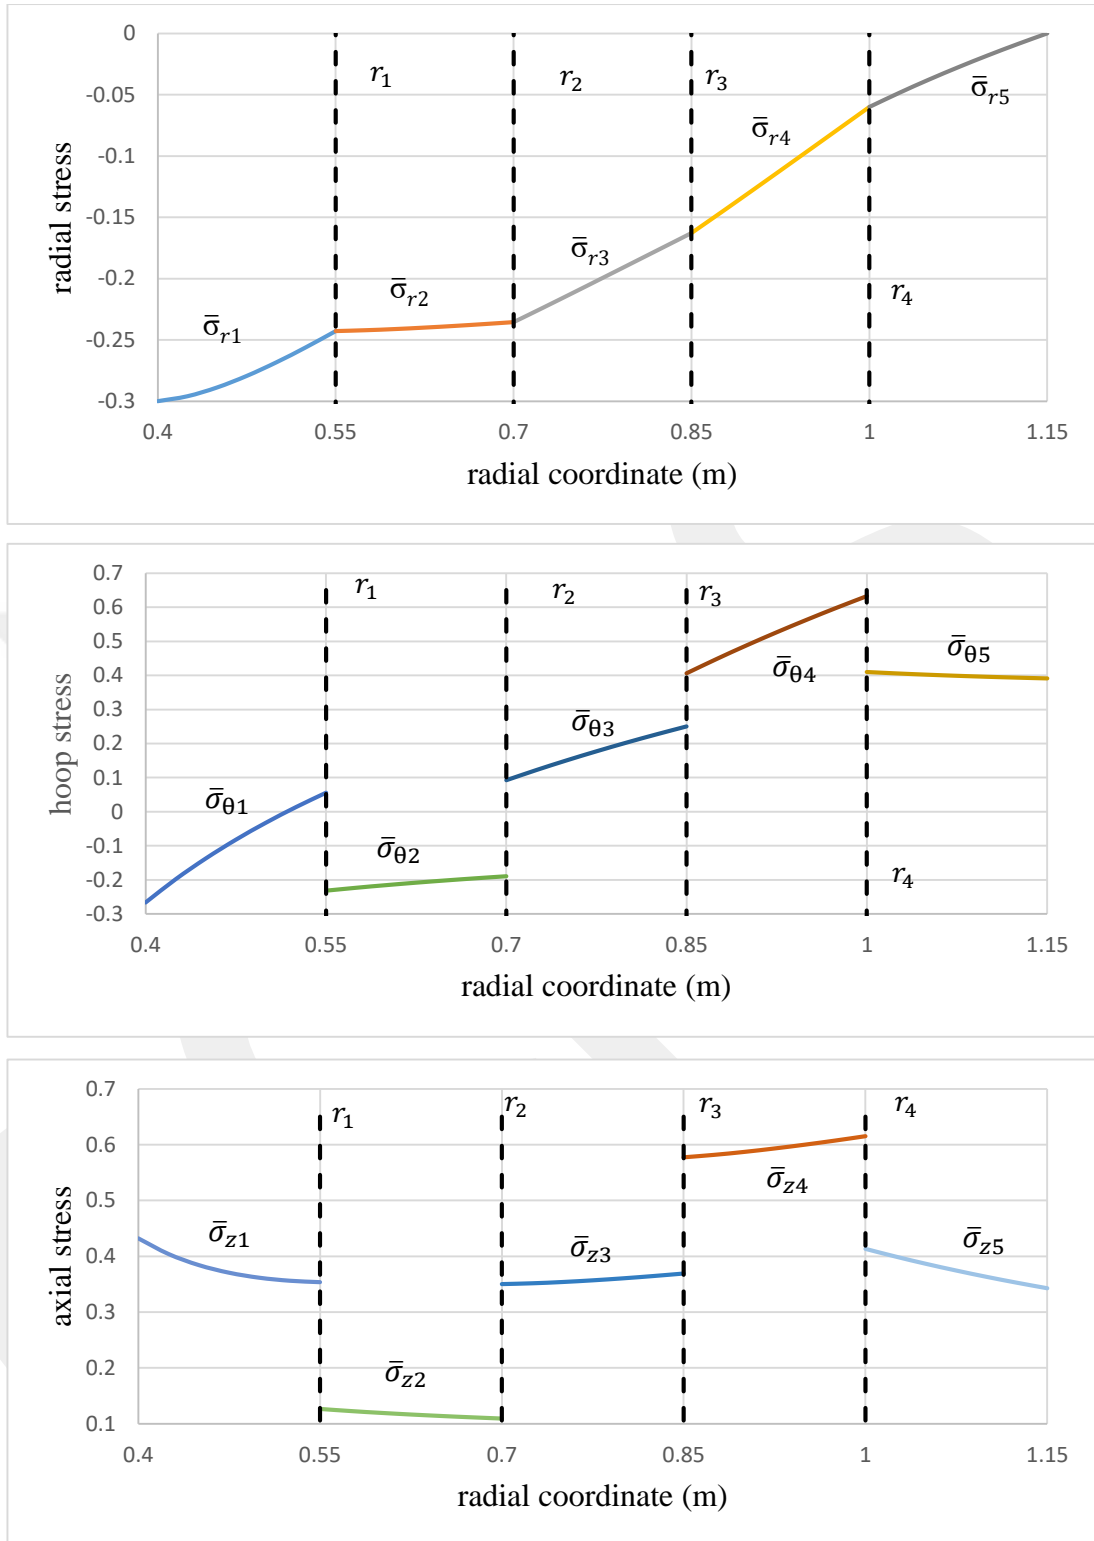 0
-0.05
-0.1
-0.15
-0.2
-0.25
-0.3
radial stress
r₁
r₂
r₃
r₄
σ̄r1
σ̄r2
σ̄r3
σ̄r4
σ̄r5
0.4 0.55 0.7 0.85 1 1.15
radial coordinate (m)
0.7
0.6
0.5
0.4
0.3
0.2
0.1
0
-0.1
-0.2
-0.3
hoop stress
r₁
r₂
r₃
r₄
σ̄θ1
σ̄θ2
σ̄θ3
σ̄θ4
σ̄θ5
0.4 0.55 0.7 0.85 1 1.15
radial coordinate (m)
0.7
0.6
0.5
0.4
0.3
0.2
0.1
axial stress
r₁
r₂
r₃
r₄
σ̄z1
σ̄z2
σ̄z3
σ̄z4
σ̄z5
0.4 0.55 0.7 0.85 1 1.15
radial coordinate (m)